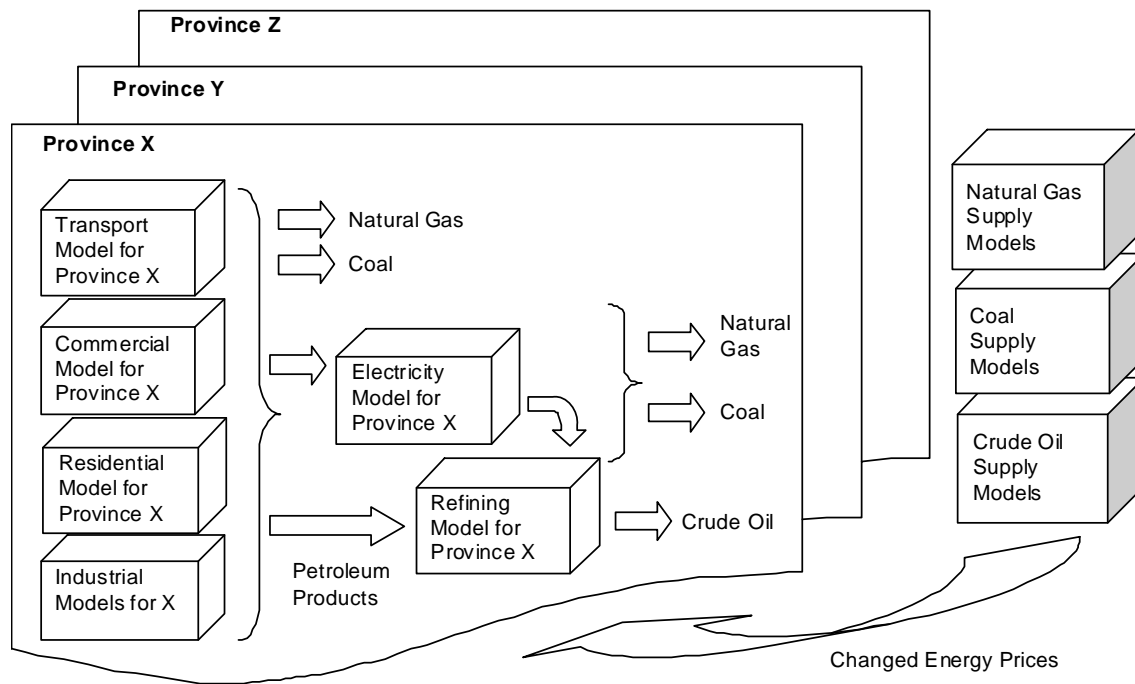 Province Z
Province Y
Province X
Transport
Model for
Province X
Commercial
Model for
Province X
Residential
Model for
Province X
Industrial
Models for X
Natural Gas
Coal
Electricity
Model for
Province X
Refining
Model for
Province X
Petroleum
Products
Natural
Gas
Coal
Crude Oil
Natural Gas
Supply
Models
Coal
Supply
Models
Crude Oil
Supply
Models
Changed Energy Prices